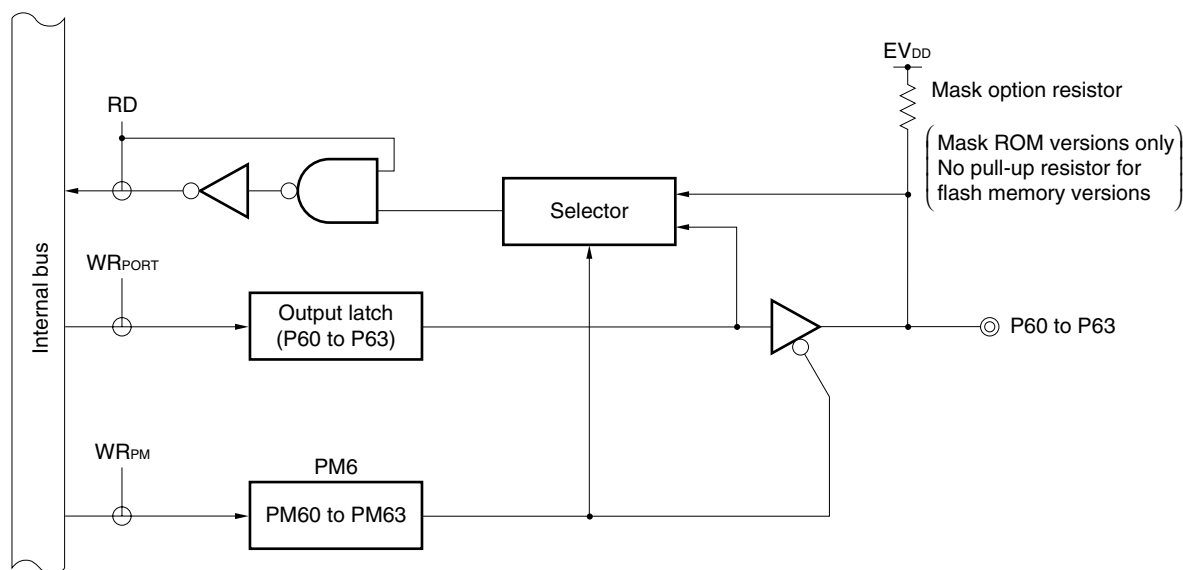 EVDD
Mask option resistor
Mask ROM versions only
No pull-up resistor for
flash memory versions
RD
Selector
Internal bus
WRPORT
Output latch
(P60 to P63)
P60 to P63
WRPM
PM6
PM60 to PM63